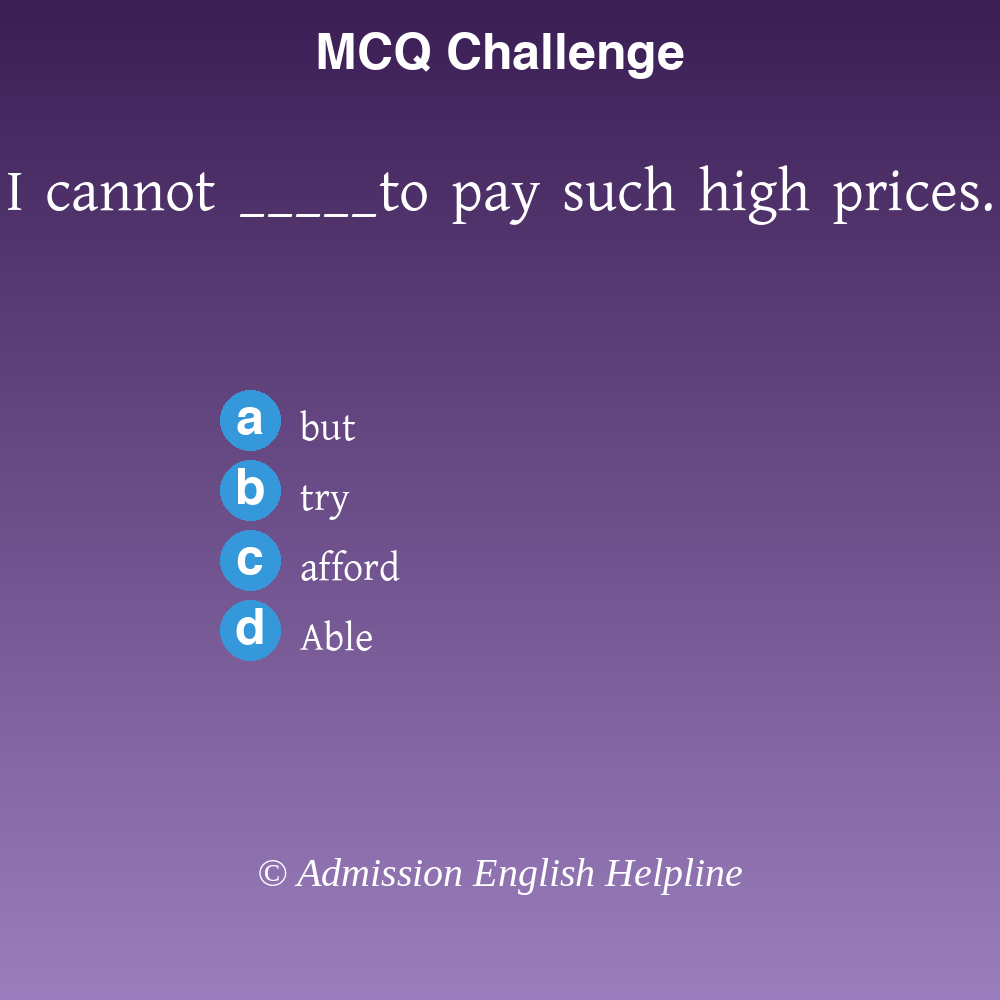 MCQ Challenge
I cannot _____to pay such high prices.
a but
b try
c afford
d Able
© Admission English Helpline